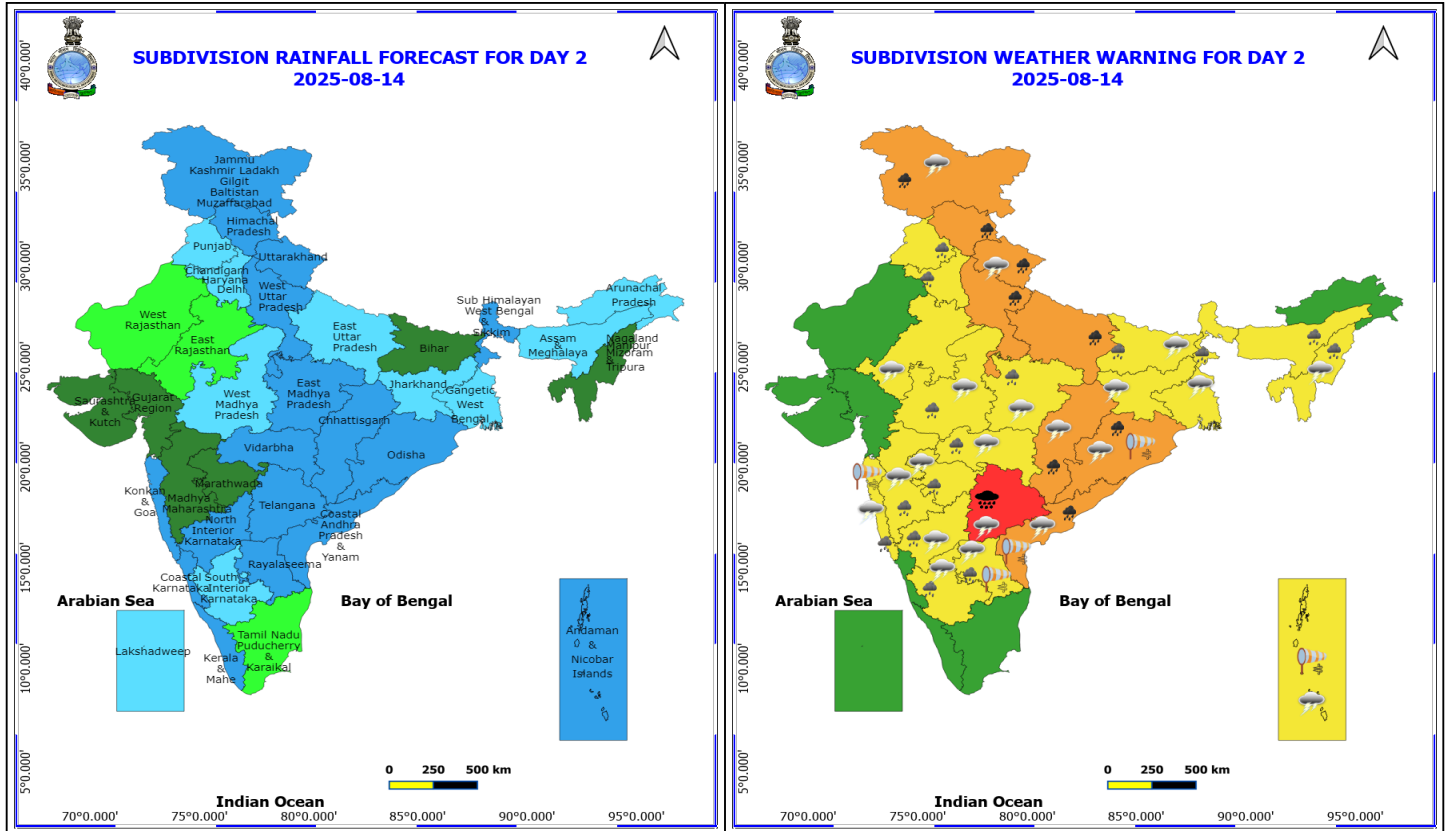 SUBDIVISION RAINFALL FORECAST FOR DAY 2
2025-08-14
40°0.000'
35°0.000'
30°0.000'
25°0.000'
20°0.000'
15°0.000'
10°0.000'
5°0.000'
Jammu
Kashmir Ladakh
Gilgit
Baltistan
Muzaffarabad
Himachal
Pradesh
Punjab
Uttarakhand
Chandigarh
Haryana
Delhi
West
Uttar
Pradesh
West
Rajasthan
East
Rajasthan
East
Uttar
Pradesh
Bihar
Sub Himalayan
West Bengal
&
Sikkim
Arunachal
Pradesh
Assam
&
Meghalaya
Nagaland
Manipur
Mizoram
&
Tripura
Jharkhand
Gangetic
West
Bengal
Saurashtra
&
Kutch
Gujarat
Region
West
Madhya
Pradesh
East
Madhya
Pradesh
Chhattisgarh
Vidarbha
Odisha
Konkan
&
Goa
Marathwada
Madhya
Maharashtra
Telangana
North
Interior
Karnataka
Coastal
Andhra
Pradesh
&
Yanam
Rayalaseema
Coastal
Karnataka
South
Interior
Karnataka
Tamil Nadu
Puducherry
&
Karaikal
Kerala
&
Mahe
Lakshadweep
Andaman
&
Nicobar
Islands
Arabian Sea
Bay of Bengal
0 250 500 km
Indian Ocean
70°0.000' 75°0.000' 80°0.000' 85°0.000' 90°0.000' 95°0.000'
SUBDIVISION WEATHER WARNING FOR DAY 2
2025-08-14
40°0.000'
35°0.000'
30°0.000'
25°0.000'
20°0.000'
15°0.000'
10°0.000'
5°0.000'
Arabian Sea
Bay of Bengal
0 250 500 km
Indian Ocean
70°0.000' 75°0.000' 80°0.000' 85°0.000' 90°0.000' 95°0.000'